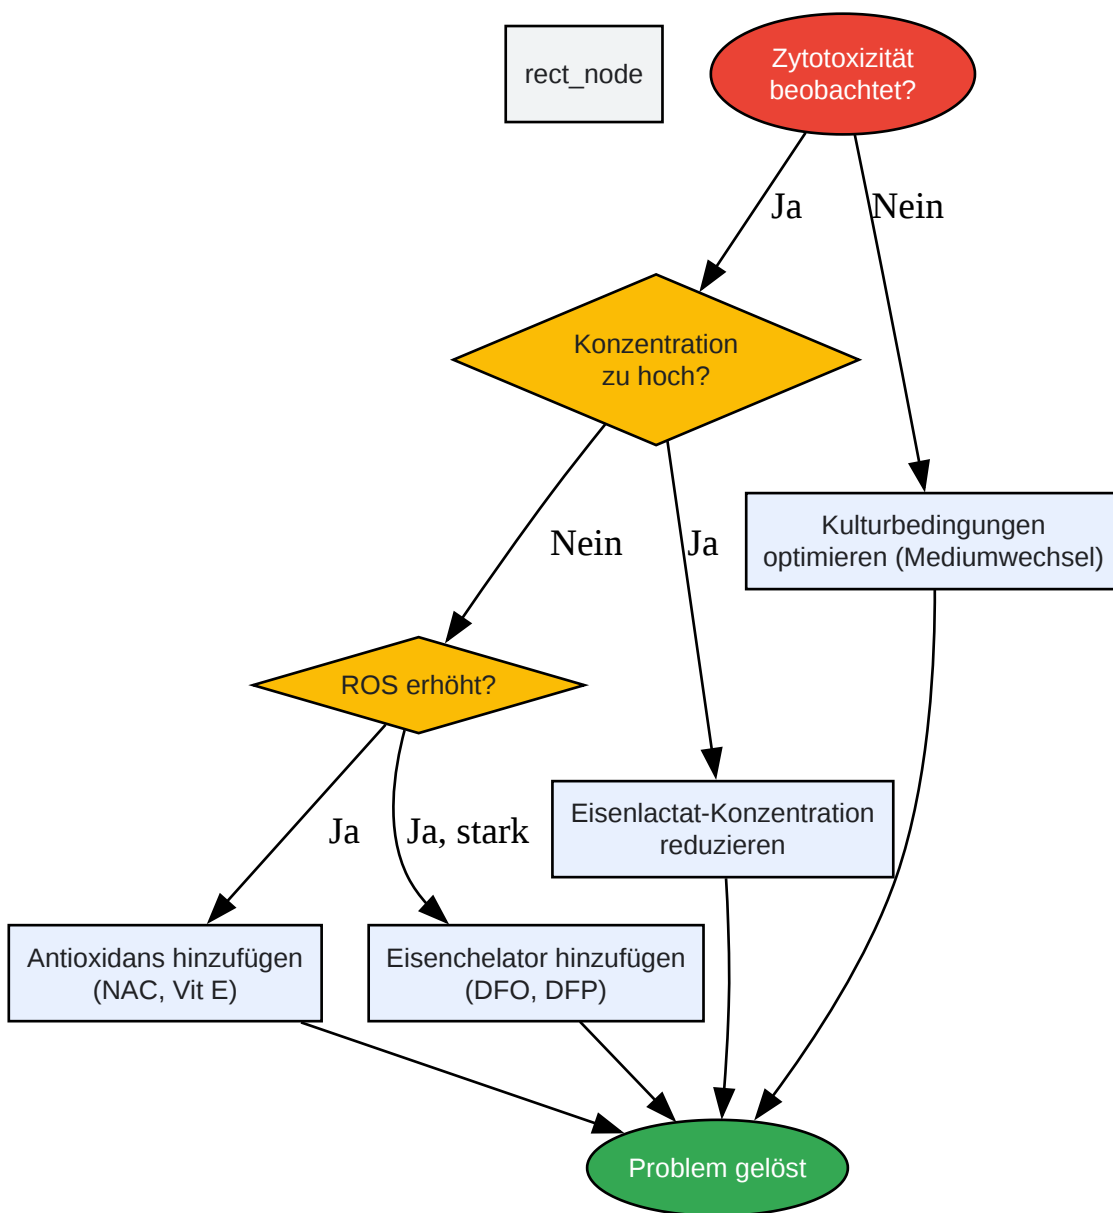 rect_node
Zytotoxizität
beobachtet?
Ja
Nein
Konzentration
zu hoch?
Nein
Ja
Kulturbedingungen
optimieren (Mediumwechsel)
ROS erhöht?
Ja
Ja, stark
Eisenlactat-Konzentration
reduzieren
Antioxidans hinzufügen
(NAC, Vit E)
Eisenchelator hinzufügen
(DFO, DFP)
Problem gelöst